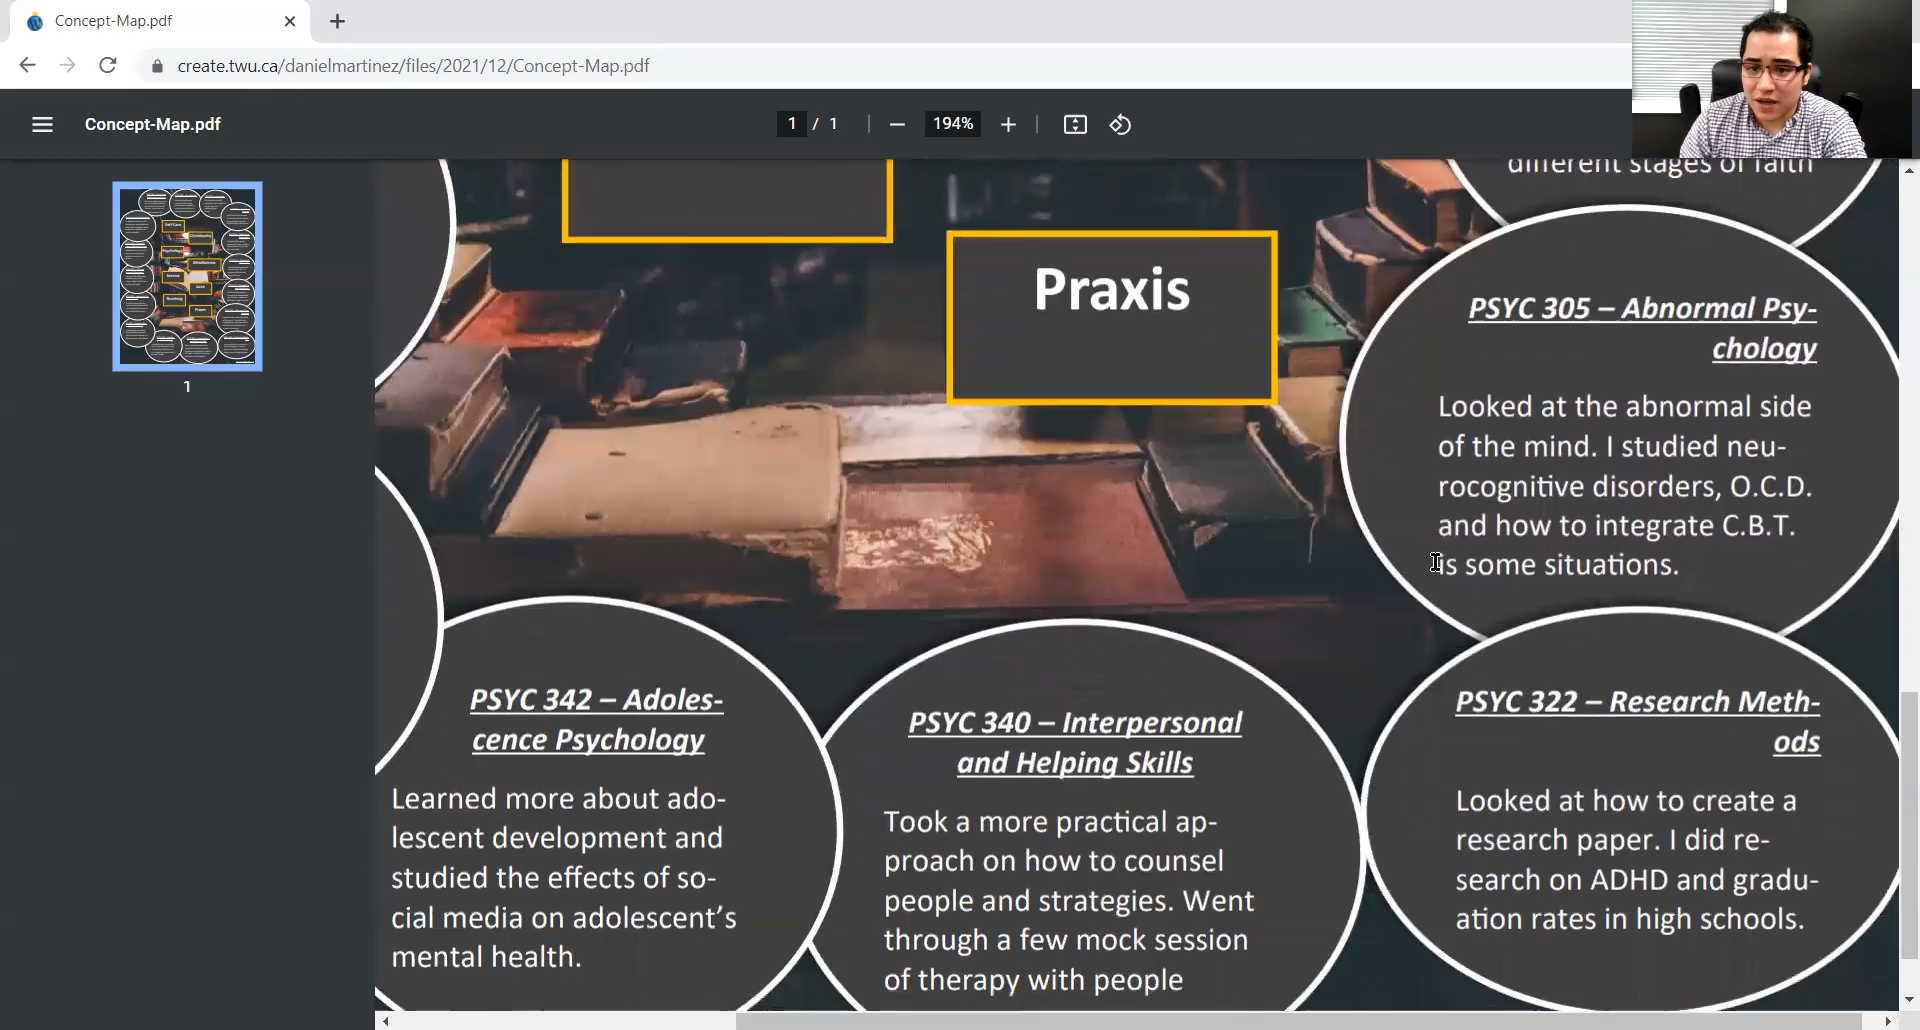 Concept-Map.pdf
create.twu.ca/danielmartinez/files/2021/12/Concept-Map.pdf
Concept-Map.pdf
1 / 1
194%
1
different stages of faith
Praxis
PSYC 305 – Abnormal Psy-
chology
Looked at the abnormal side
of the mind. I studied neu-
rocognitive disorders, O.C.D.
and how to integrate C.B.T.
is some situations.
PSYC 342 – Adoles-
cence Psychology
Learned more about ado-
lescent development and
studied the effects of so-
cial media on adolescent’s
mental health.
PSYC 340 – Interpersonal
and Helping Skills
Took a more practical ap-
proach on how to counsel
people and strategies. Went
through a few mock session
of therapy with people
PSYC 322 – Research Meth-
ods
Looked at how to create a
research paper. I did re-
search on ADHD and gradu-
ation rates in high schools.